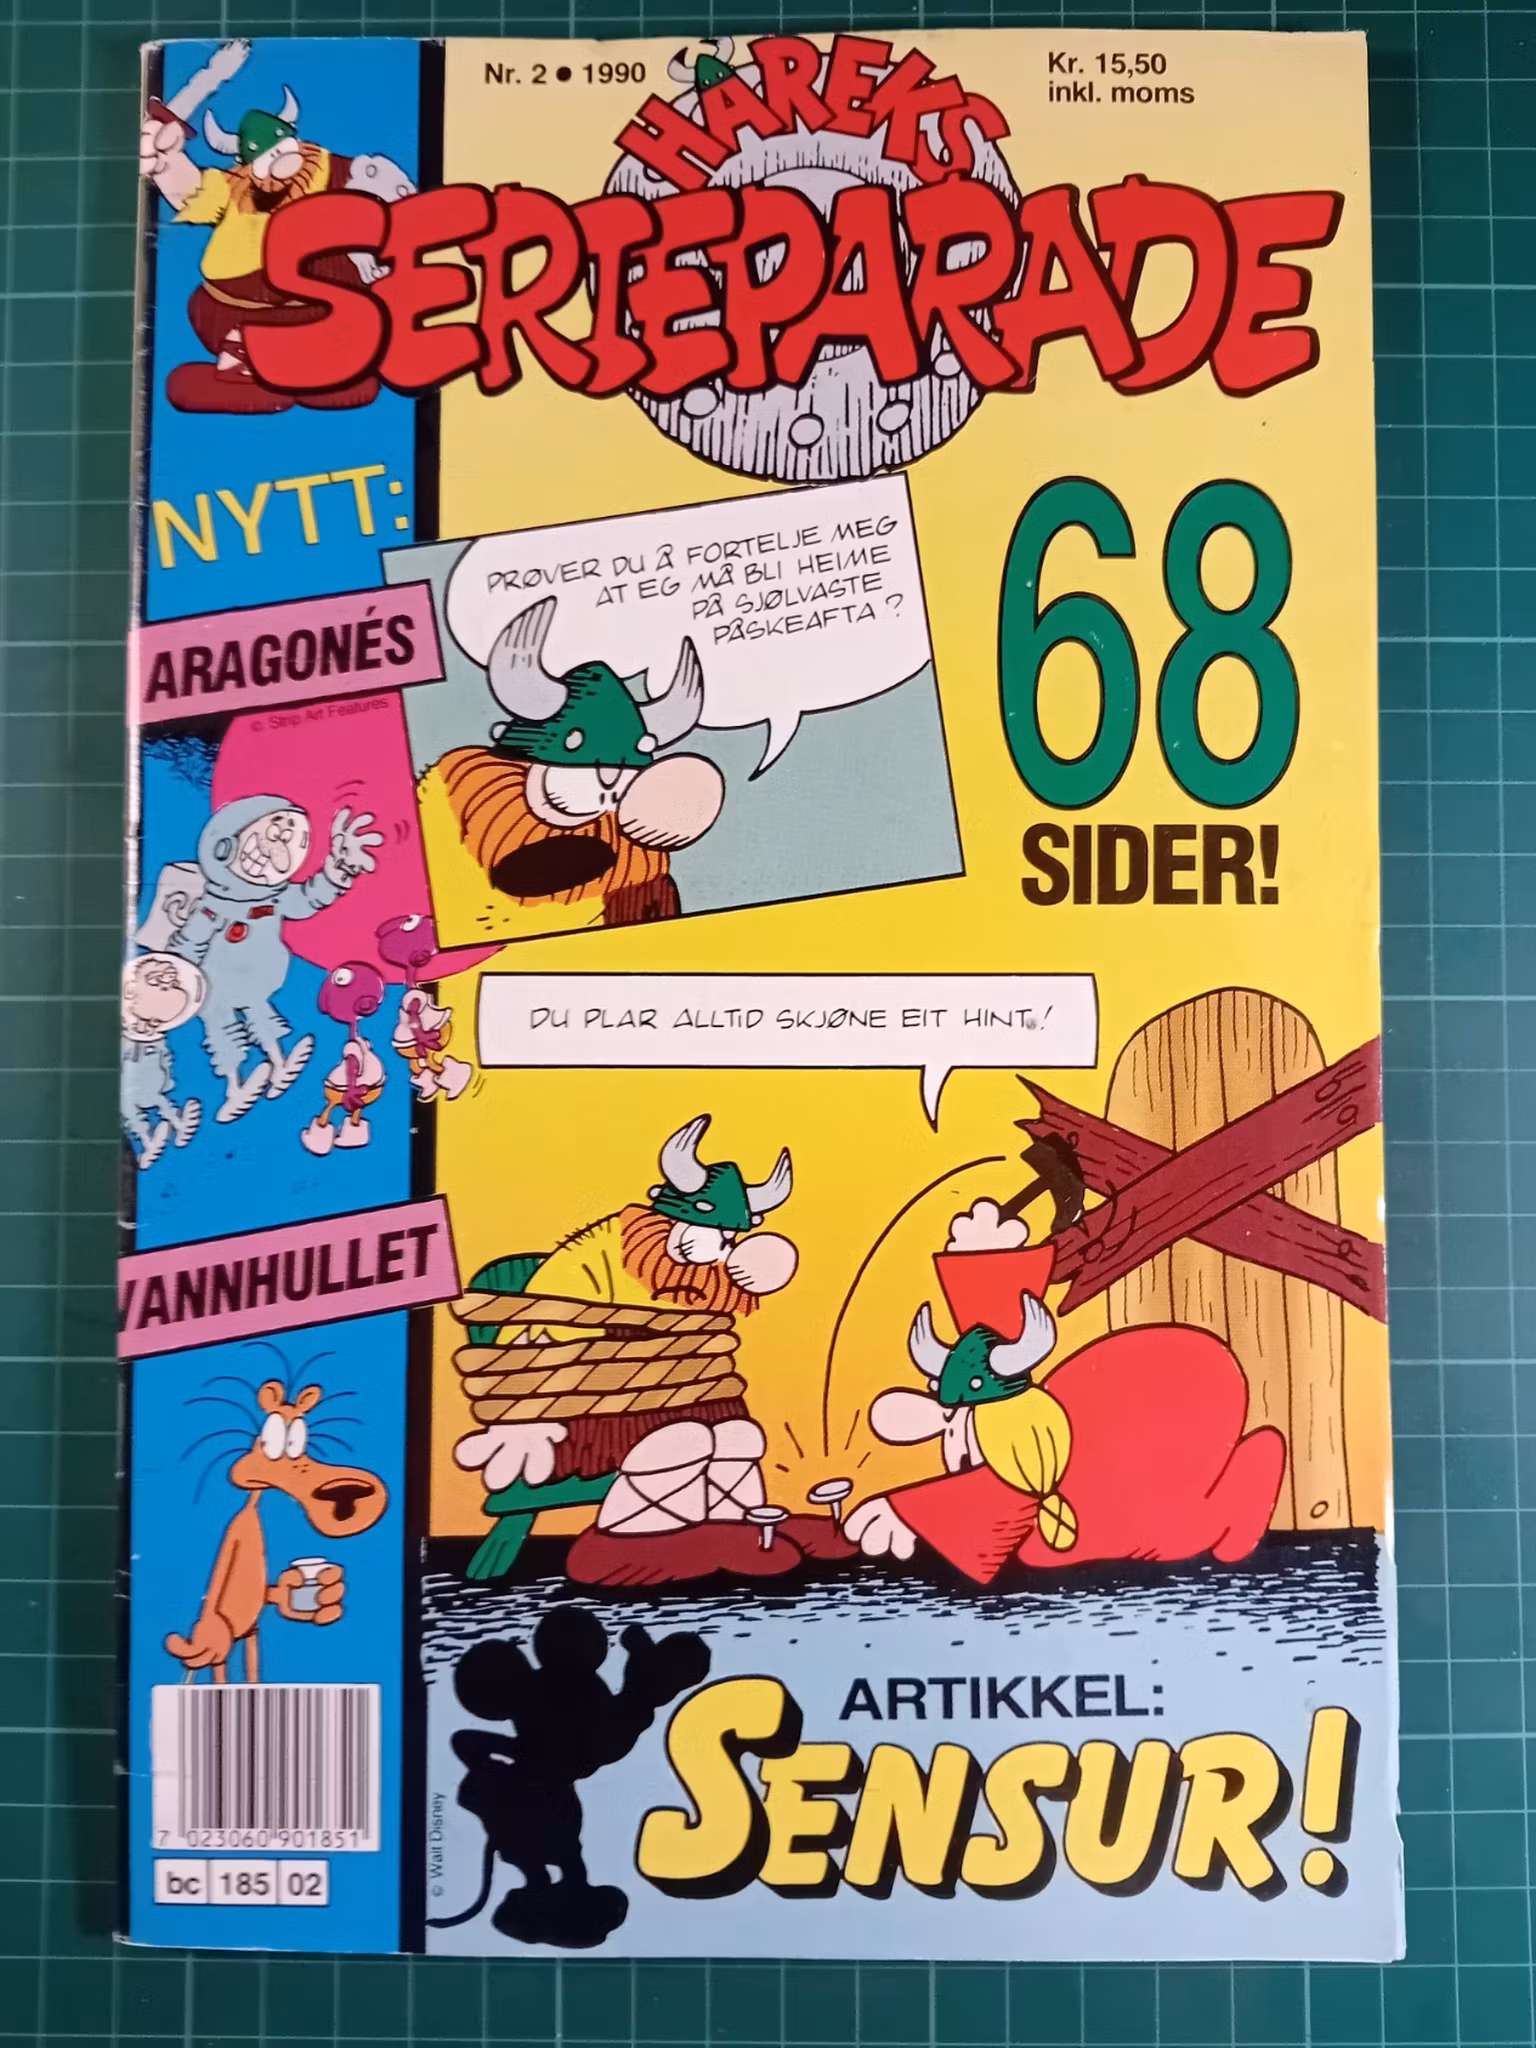 Nr. 2 ● 1990
Kr. 15,50
inkl. moms
HAREKS
SERIEPARADE
NYTT:
PRØVER DU Å FORTELJE MEG
AT EG MÅ BLI HEIME
PÅ SJØLVASTE
PÅSKEAFTA?
68
SIDER!
ARAGONÉS
© Strip Art Features
DU PLAR ALLTID SKJØNE EIT HINT!
VANNHULLET
ARTIKKEL:
SENSUR!
© Walt Disney
7 023060 901851
bc 185 02